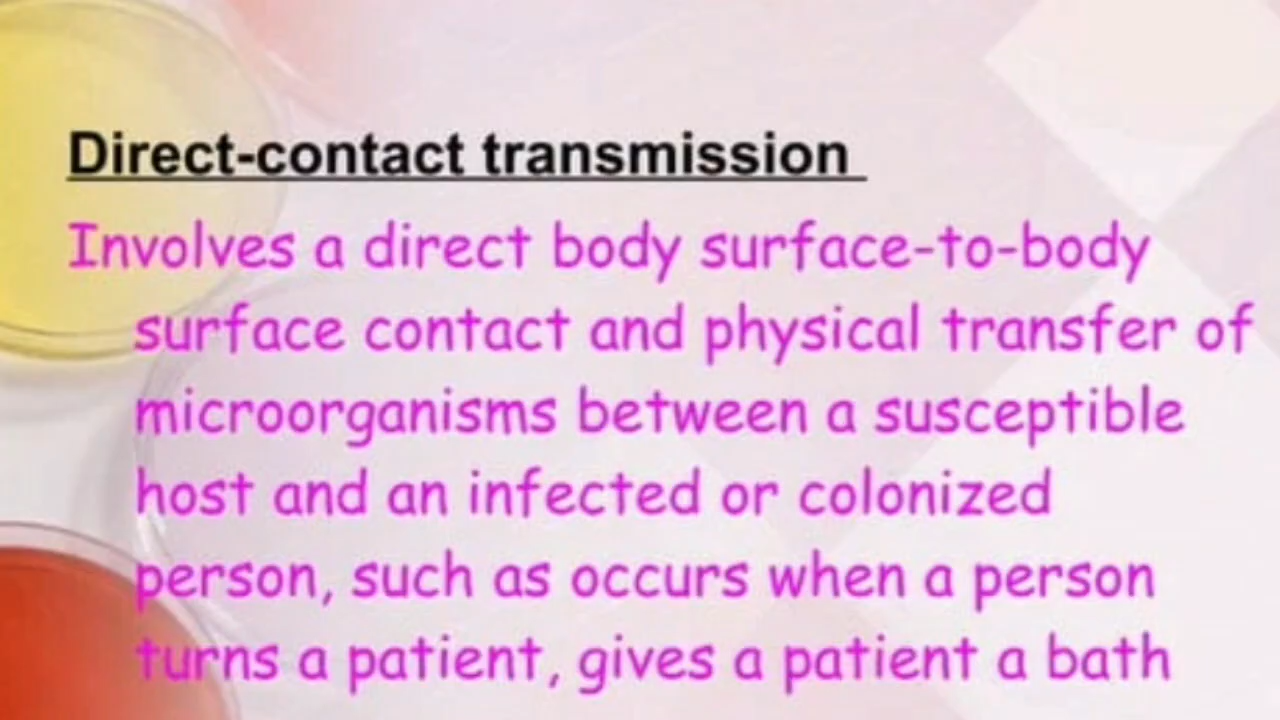 Direct-contact transmission
Involves a direct body surface-to-body
surface contact and physical transfer of
microorganisms between a susceptible
host and an infected or colonized
person, such as occurs when a person
turns a patient, gives a patient a bath